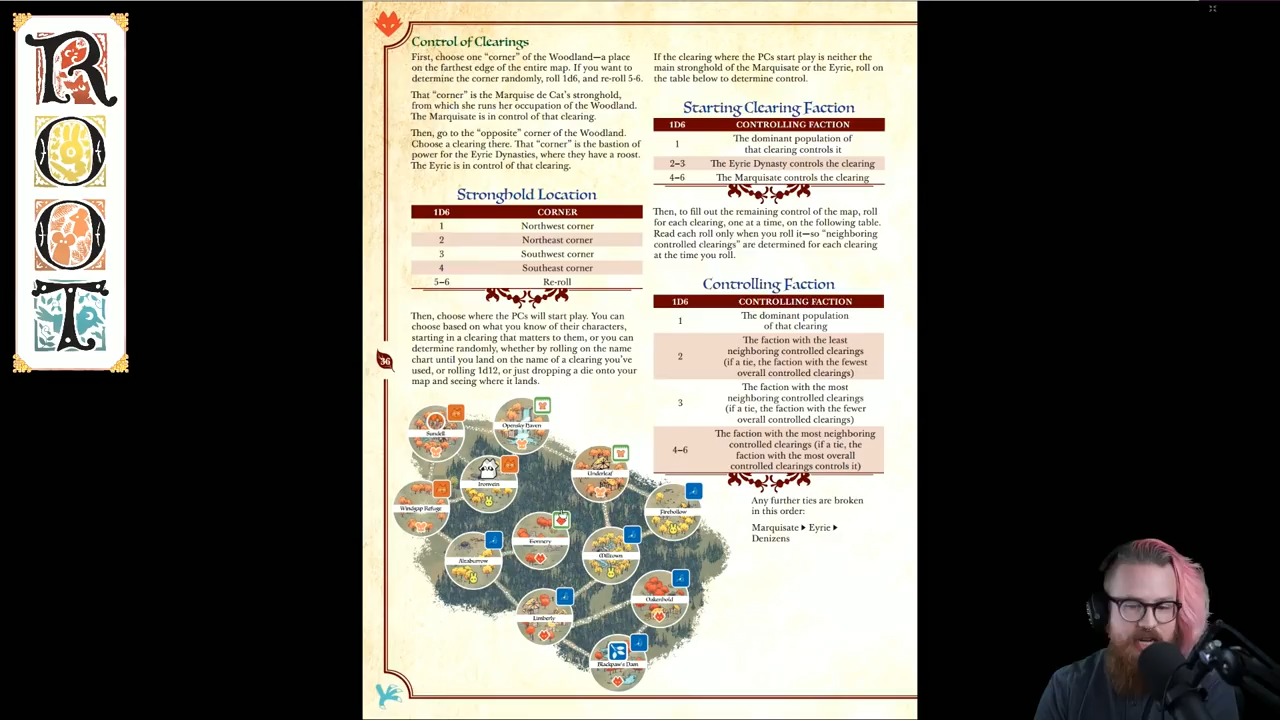 ROOT
Control of Clearings
First, choose one “corner” of the Woodland—a place
on the farthest edge of the entire map. If you want to
determine the corner randomly, roll 1d6, and re-roll 5-6.
That “corner” is the Marquise de Cat’s stronghold,
from which she runs her occupation of the Woodland.
The Marquisate is in control of that clearing.
Then, go to the “opposite” corner of the Woodland.
Choose a clearing there. That “corner” is the bastion of
power for the Eyrie Dynasties, where they have a roost.
The Eyrie is in control of that clearing.
Stronghold Location
1D6 CORNER
1 Northwest corner
2 Northeast corner
3 Southwest corner
4 Southeast corner
5–6 Re-roll
Then, choose where the PCs will start play. You can
choose based on what you know of their characters,
starting in a clearing that matters to them, or you can
determine randomly, whether by rolling on the name
chart until you land on the name of a clearing you’ve
used, or rolling 1d12, or just dropping a die onto your
map and seeing where it lands.
36
Sundell
Opensky Haven
Ironvein
Underleaf
Windgap Refuge
Firehollow
Milltown
Limberly
Oakenhold
Blackpaw's Dam
If the clearing where the PCs start play is neither the
main stronghold of the Marquisate or the Eyrie, roll on
the table below to determine control.
Starting Clearing Faction
1D6 CONTROLLING FACTION
1 The dominant population of
that clearing controls it
2–3 The Eyrie Dynasty controls the clearing
4–6 The Marquisate controls the clearing
Then, to fill out the remaining control of the map, roll
for each clearing, one at a time, on the following table.
Read each roll only when you roll it—so “neighboring
controlled clearings” are determined for each clearing
at the time you roll.
Controlling Faction
1D6 CONTROLLING FACTION
1 The dominant population
of that clearing
2 The faction with the least
neighboring controlled clearings
(if a tie, the faction with the fewest
overall controlled clearings)
3 The faction with the most
neighboring controlled clearings
(if a tie, the faction with the fewer
overall controlled clearings)
4–6 The faction with the most neighboring
controlled clearings (if a tie, the
faction with the most overall
controlled clearings controls it)
Any further ties are broken
in this order:
Marquisate ▶ Eyrie ▶
Denizens